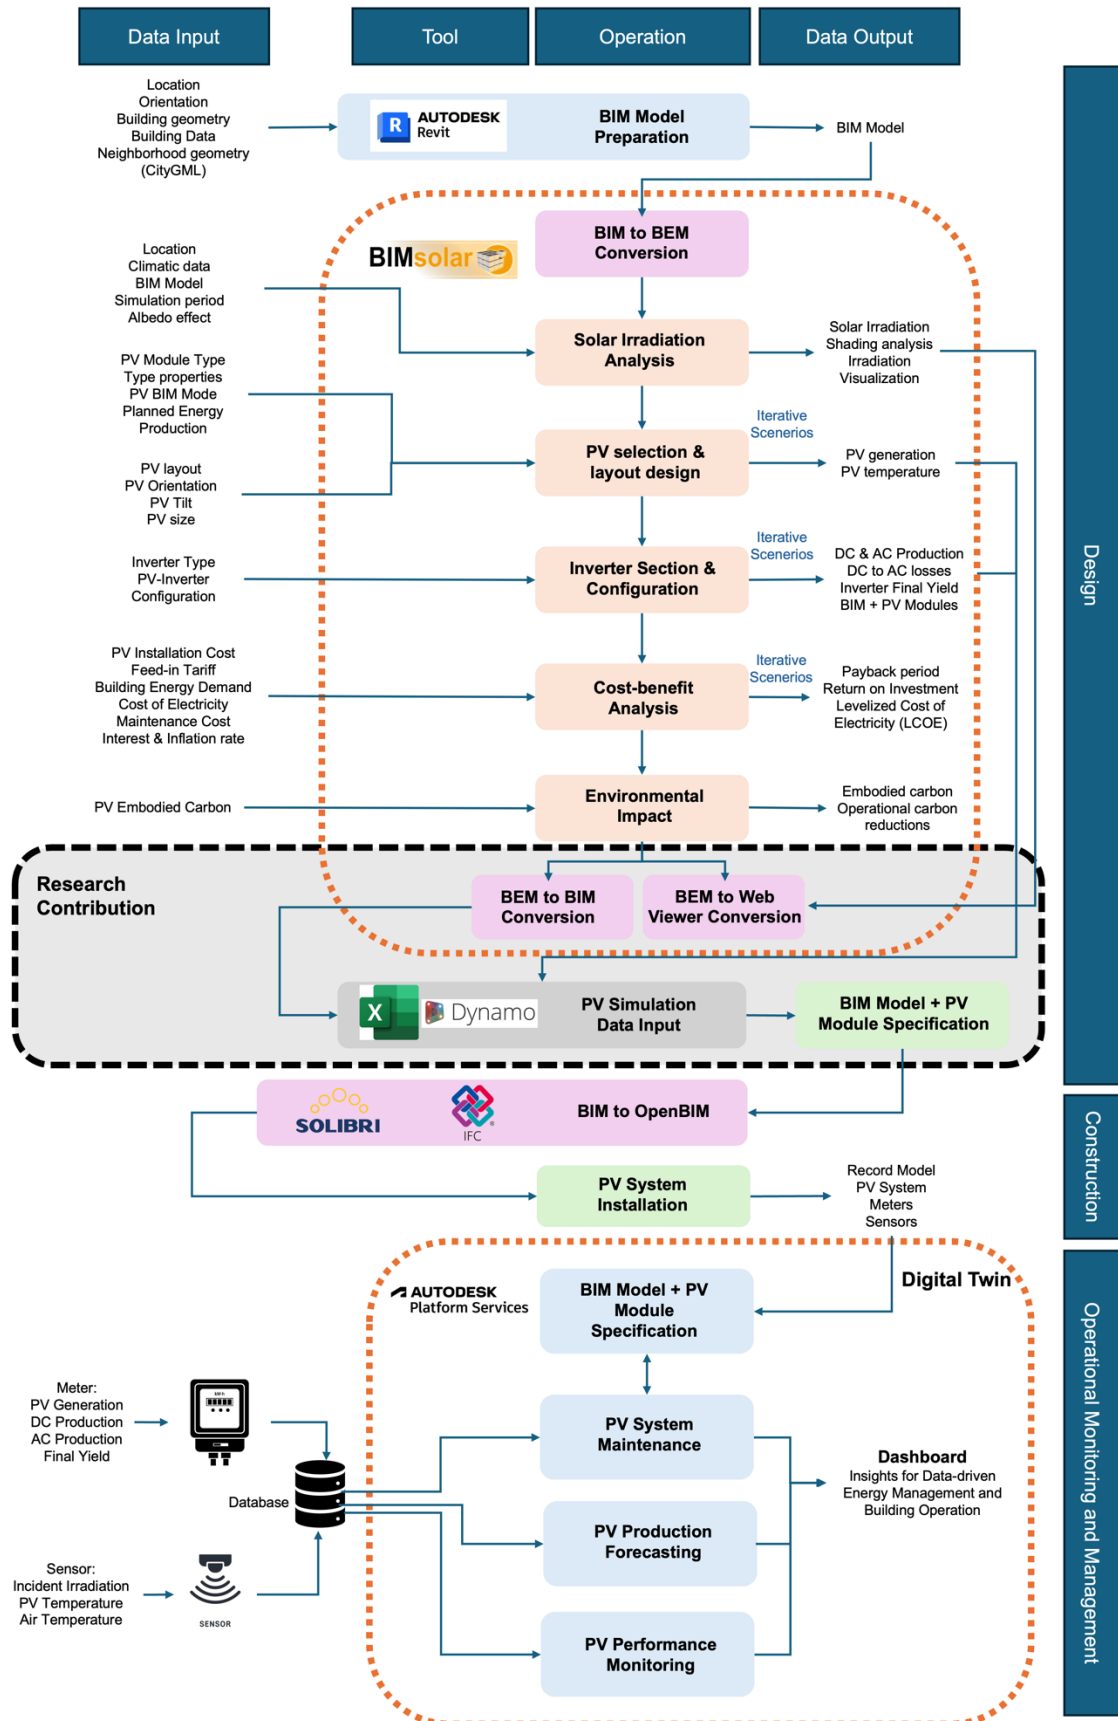 Data Input
Tool
Operation
Data Output
Location
Orientation
Building geometry
Building Data
Neighborhood geometry
(CityGML)
R
AUTODESK
Revit
BIM Model
Preparation
BIM Model
Design
BIMsolar
BIM to BEM
Conversion
Location
Climatic data
BIM Model
Simulation period
Albedo effect
Solar Irradiation
Analysis
Solar Irradiation
Shading analysis
Irradiation
Visualization
PV Module Type
Type properties
PV BIM Mode
Planned Energy
Production
PV layout
PV Orientation
PV Tilt
PV size
PV selection &
layout design
Iterative
Scenerios
PV generation
PV temperature
Inverter Type
PV-Inverter
Configuration
Inverter Section &
Configuration
Iterative
Scenerios
DC & AC Production
DC to AC losses
Inverter Final Yield
BIM + PV Modules
PV Installation Cost
Feed-in Tariff
Building Energy Demand
Cost of Electricity
Maintenance Cost
Interest & Inflation rate
Cost-benefit
Analysis
Iterative
Scenerios
Payback period
Return on Investment
Levelized Cost of
Electricity (LCOE)
PV Embodied Carbon
Environmental
Impact
Embodied carbon
Operational carbon
reductions
Research
Contribution
BEM to BIM
Conversion
BEM to Web
Viewer Conversion
X
Dynamo
PV Simulation
Data Input
BIM Model + PV
Module Specification
SOLIBRI
IFC
®
BIM to OpenBIM
Construction
PV System
Installation
Record Model
PV System
Meters
Sensors
Digital Twin
AUTODESK
Platform Services
BIM Model + PV
Module
Specification
Operational Monitoring and Management
Meter:
PV Generation
DC Production
AC Production
Final Yield
kW h
PV System
Maintenance
Database
Dashboard
Insights for Data-driven
Energy Management and
Building Operation
PV Production
Forecasting
Sensor:
Incident Irradiation
PV Temperature
Air Temperature
SENSOR
PV Performance
Monitoring